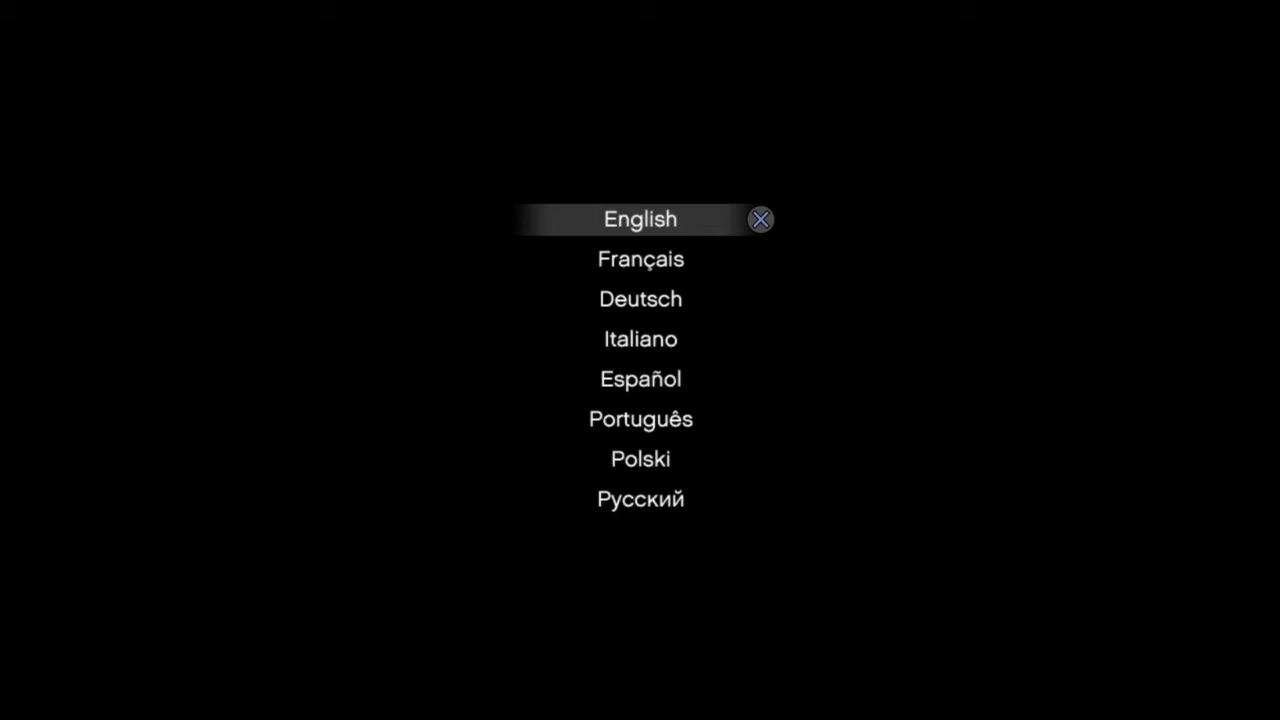 English
Français
Deutsch
Italiano
Español
Português
Polski
Русский